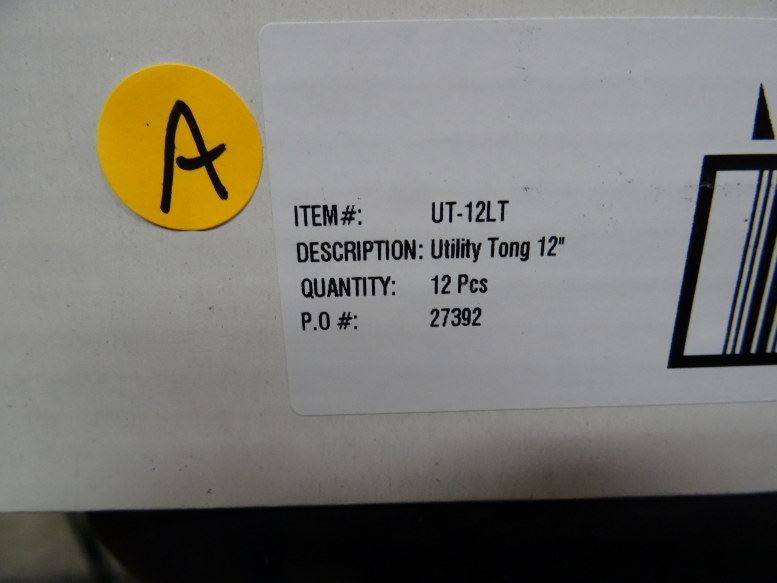 A
ITEM#: UT-12LT
DESCRIPTION: Utility Tong 12"
QUANTITY: 12 Pcs
P.O #: 27392